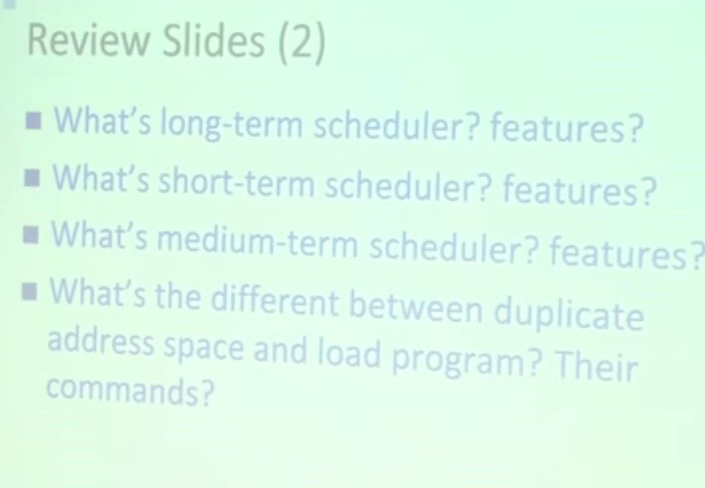 Review Slides (2)
■ What's long-term scheduler? features?
■ What's short-term scheduler? features?
■ What's medium-term scheduler? features?
■ What's the different between duplicate
address space and load program? Their
commands?